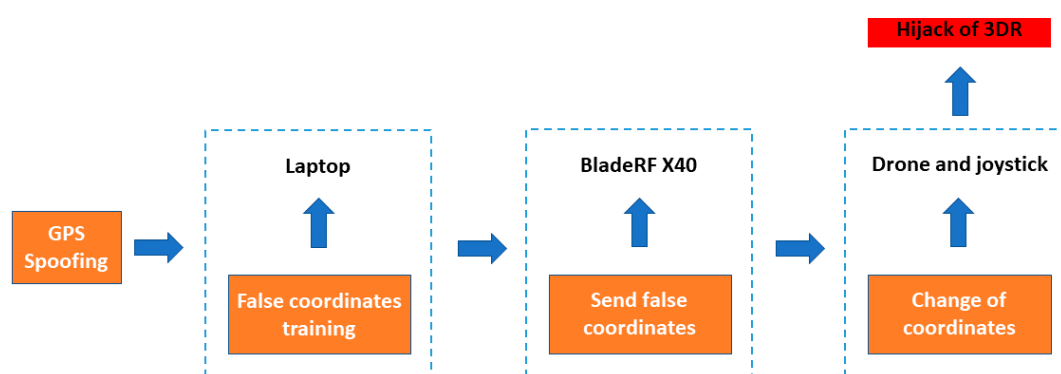 Hijack of 3DR
Laptop
BladeRF X40
Drone and joystick
GPS
Spoofing
False coordinates
training
Send false
coordinates
Change of
coordinates